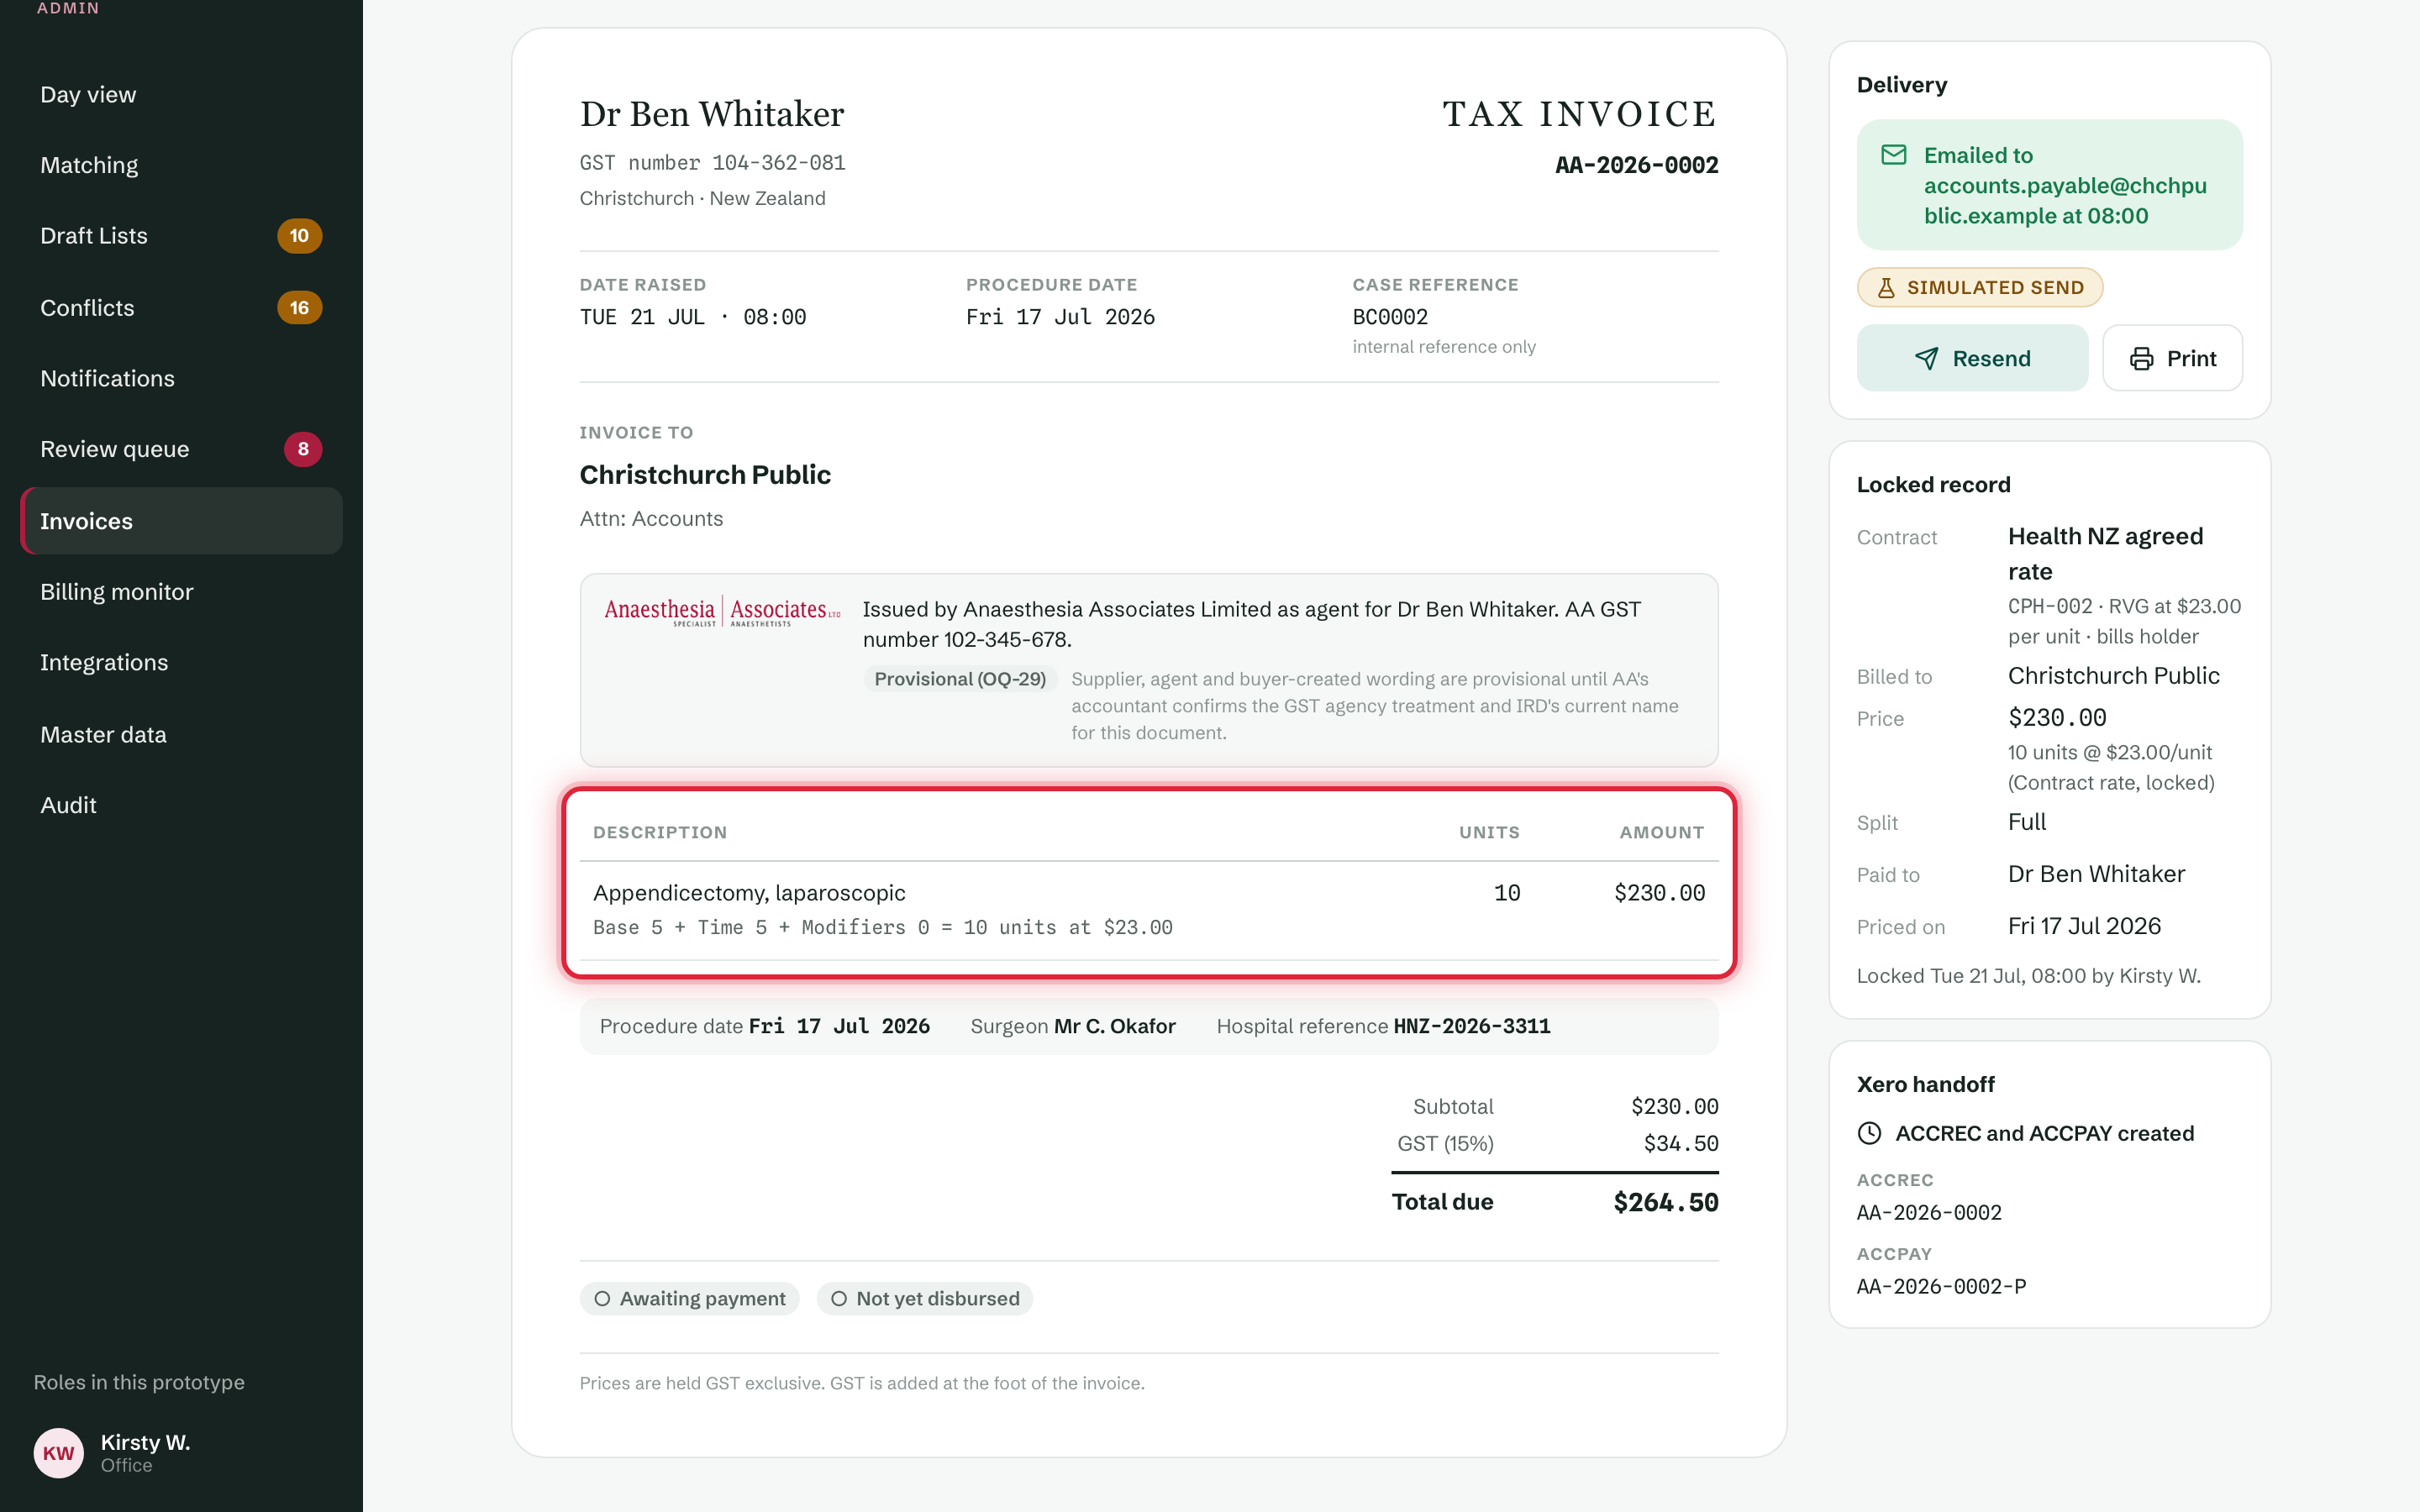 ADMIN
Day view
Matching
Draft Lists 10
Conflicts 16
Notifications
Review queue 8
Invoices
Billing monitor
Integrations
Master data
Audit
Roles in this prototype
KW
Kirsty W.
Office
Dr Ben Whitaker
GST number 104-362-081
Christchurch · New Zealand
TAX INVOICE
AA-2026-0002
DATE RAISED
TUE 21 JUL · 08:00
PROCEDURE DATE
Fri 17 Jul 2026
CASE REFERENCE
BC0002
internal reference only
INVOICE TO
Christchurch Public
Attn: Accounts
Anaesthesia Associates LTD
SPECIALIST ANAESTHETISTS
Issued by Anaesthesia Associates Limited as agent for Dr Ben Whitaker. AA GST
number 102-345-678.
Provisional (OQ-29)
Supplier, agent and buyer-created wording are provisional until AA's
accountant confirms the GST agency treatment and IRD's current name
for this document.
DESCRIPTION UNITS AMOUNT
Appendicectomy, laparoscopic 10 $230.00
Base 5 + Time 5 + Modifiers 0 = 10 units at $23.00
Procedure date Fri 17 Jul 2026 Surgeon Mr C. Okafor Hospital reference HNZ-2026-3311
Subtotal $230.00
GST (15%) $34.50
Total due $264.50
Awaiting payment Not yet disbursed
Prices are held GST exclusive. GST is added at the foot of the invoice.
Delivery
Emailed to
accounts.payable@chchpu
blic.example at 08:00
SIMULATED SEND
Resend Print
Locked record
Contract Health NZ agreed
rate
CPH-002 · RVG at $23.00
per unit · bills holder
Billed to Christchurch Public
Price $230.00
10 units @ $23.00/unit
(Contract rate, locked)
Split Full
Paid to Dr Ben Whitaker
Priced on Fri 17 Jul 2026
Locked Tue 21 Jul, 08:00 by Kirsty W.
Xero handoff
ACCREC and ACCPAY created
ACCREC
AA-2026-0002
ACCPAY
AA-2026-0002-P